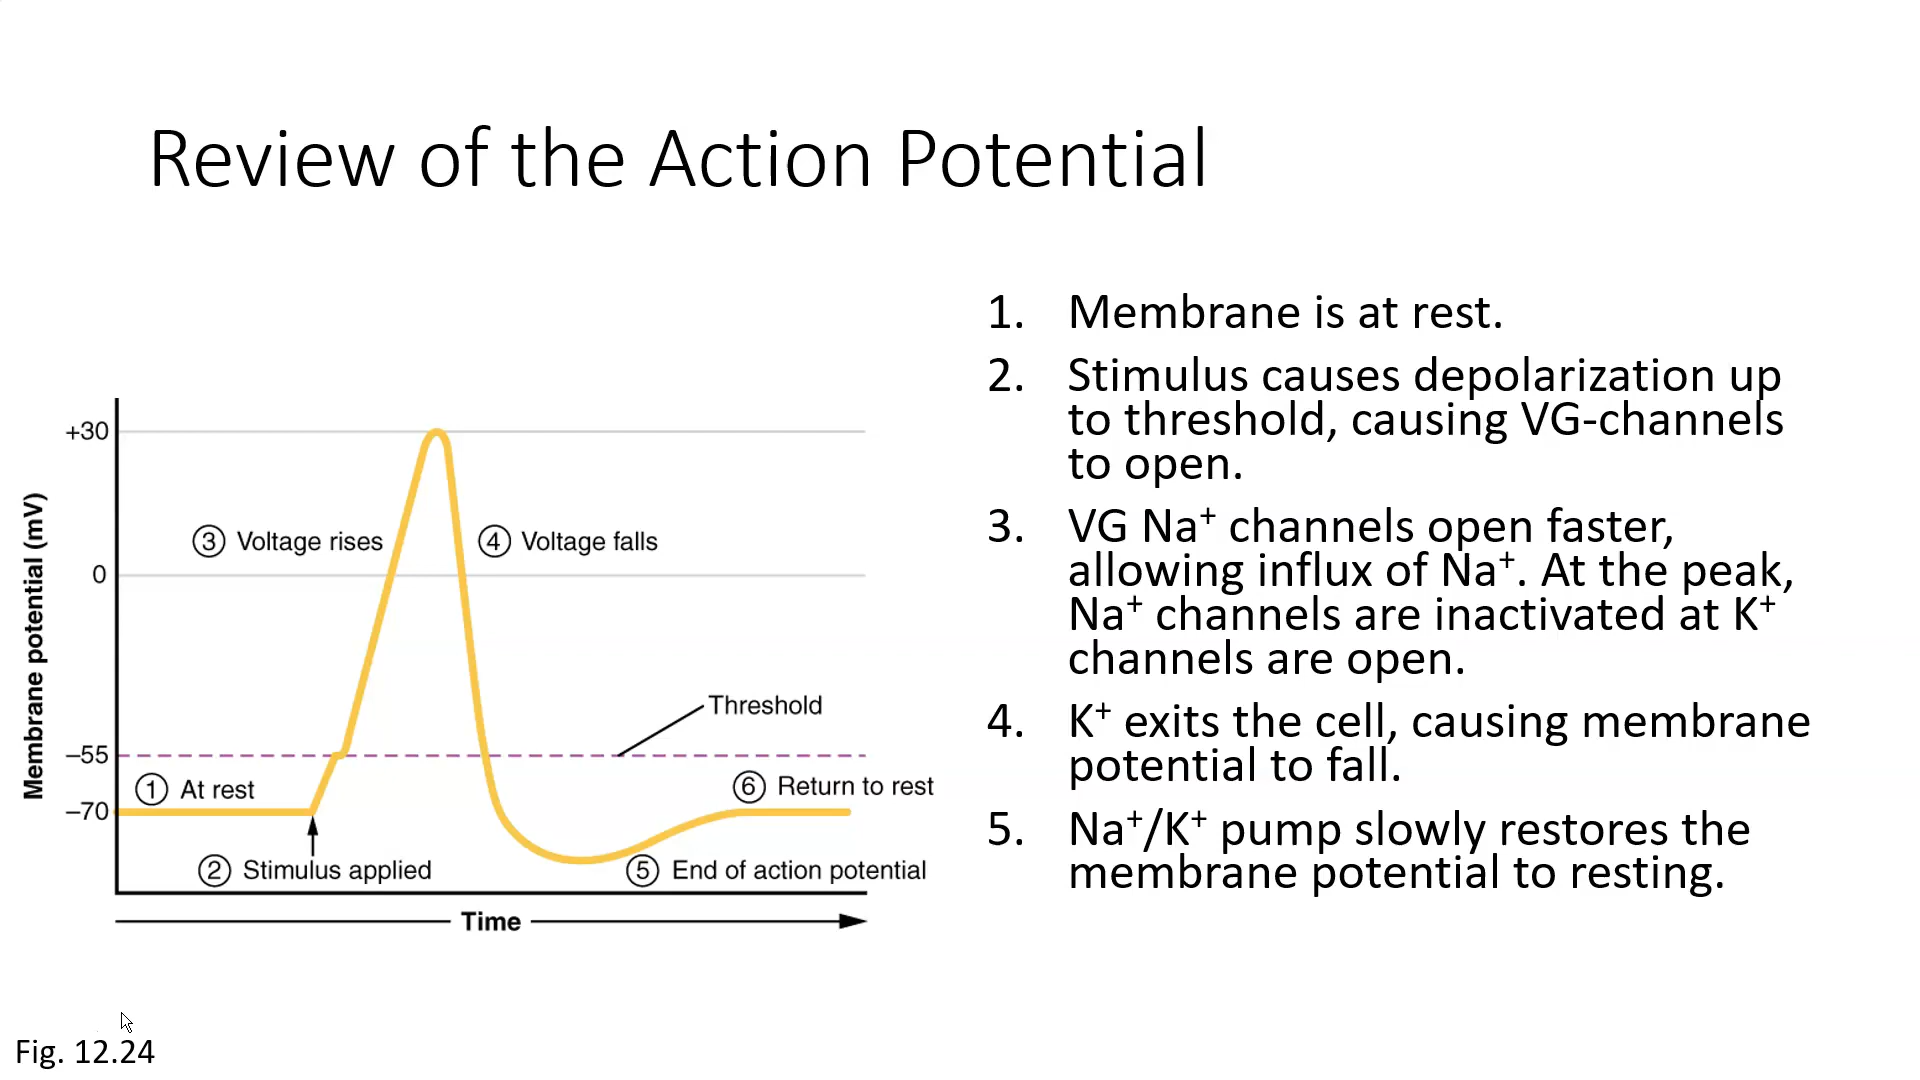 Review of the Action Potential
+30
0
–55
–70
Membrane potential (mV)
③ Voltage rises
④ Voltage falls
Threshold
① At rest
⑥ Return to rest
② Stimulus applied
⑤ End of action potential
Time
1. Membrane is at rest.
2. Stimulus causes depolarization up
to threshold, causing VG-channels
to open.
3. VG Na⁺ channels open faster,
allowing influx of Na⁺. At the peak,
Na⁺ channels are inactivated at K⁺
channels are open.
4. K⁺ exits the cell, causing membrane
potential to fall.
5. Na⁺/K⁺ pump slowly restores the
membrane potential to resting.
Fig. 12.24